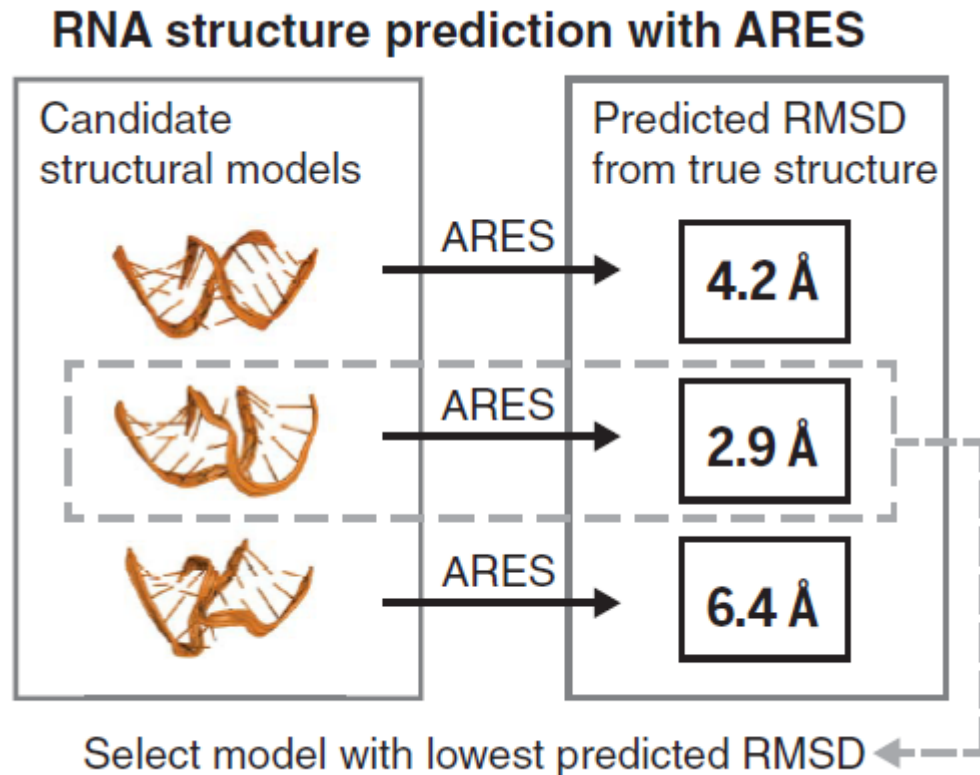 RNA structure prediction with ARES
Candidate
structural models
Predicted RMSD
from true structure
ARES
4.2 Å
ARES
2.9 Å
ARES
6.4 Å
Select model with lowest predicted RMSD